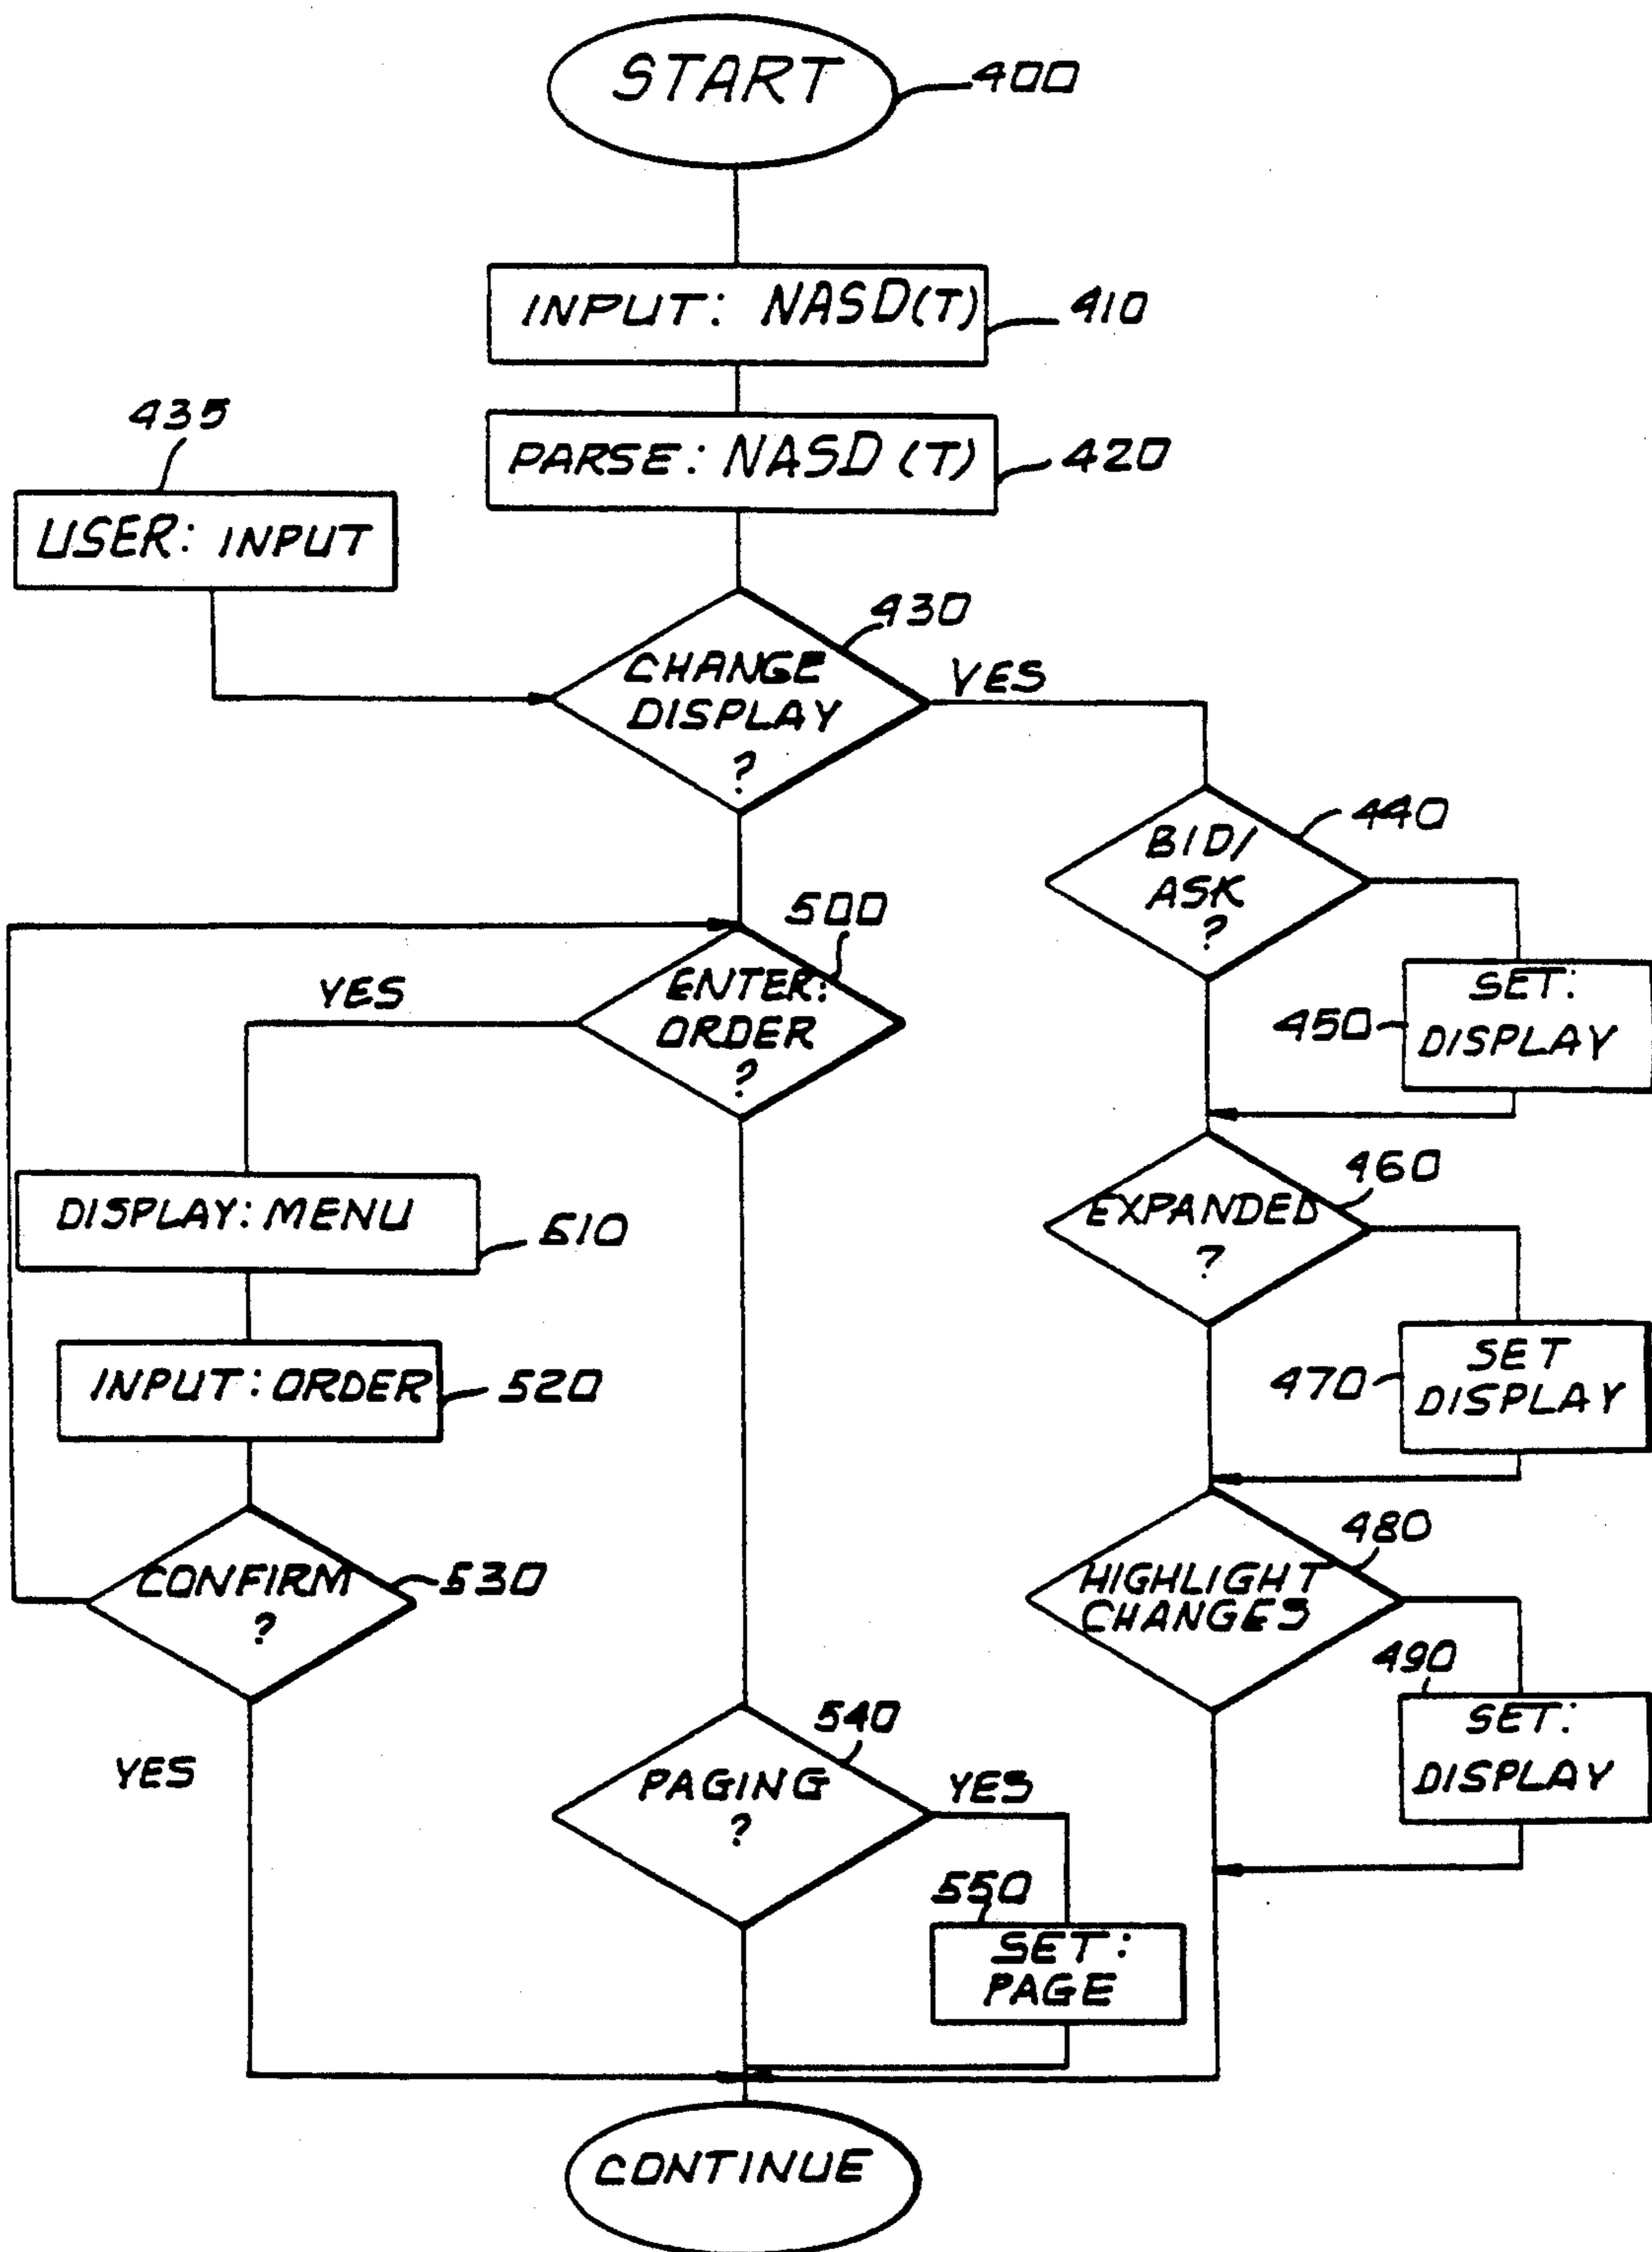 START
400
INPUT: NASD(T)
410
435
PARSE: NASD (T)
420
USER: INPUT
430
CHANGE
DISPLAY
?
YES
440
BID/
ASK
?
500
YES
ENTER:
ORDER
?
450
SET:
DISPLAY
460
EXPANDED
?
DISPLAY: MENU
510
INPUT: ORDER
520
470
SET
DISPLAY
480
HIGHLIGHT
CHANGES
CONFIRM
?
530
490
SET:
DISPLAY
540
YES
PAGING
?
YES
550
SET:
PAGE
CONTINUE